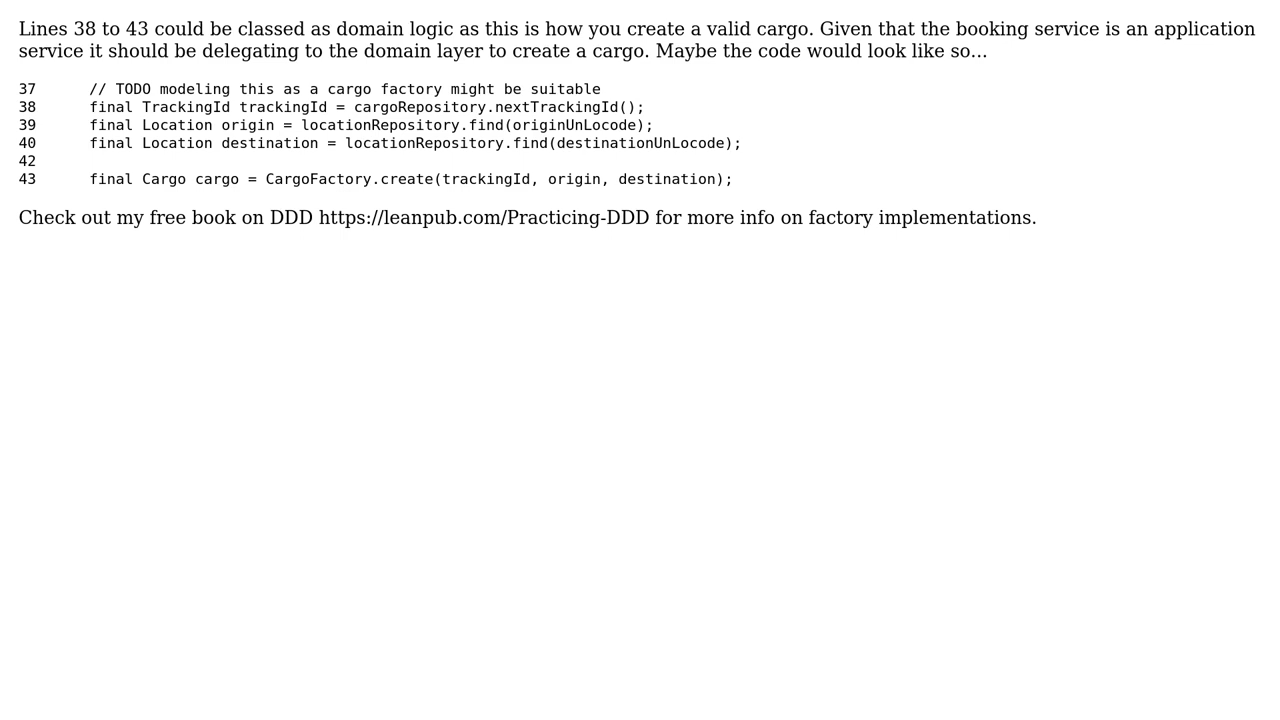 Lines 38 to 43 could be classed as domain logic as this is how you create a valid cargo. Given that the booking service is an application
service it should be delegating to the domain layer to create a cargo. Maybe the code would look like so...
37      // TODO modeling this as a cargo factory might be suitable
38      final TrackingId trackingId = cargoRepository.nextTrackingId();
39      final Location origin = locationRepository.find(originUnLocode);
40      final Location destination = locationRepository.find(destinationUnLocode);
42
43      final Cargo cargo = CargoFactory.create(trackingId, origin, destination);
Check out my free book on DDD https://leanpub.com/Practicing-DDD for more info on factory implementations.